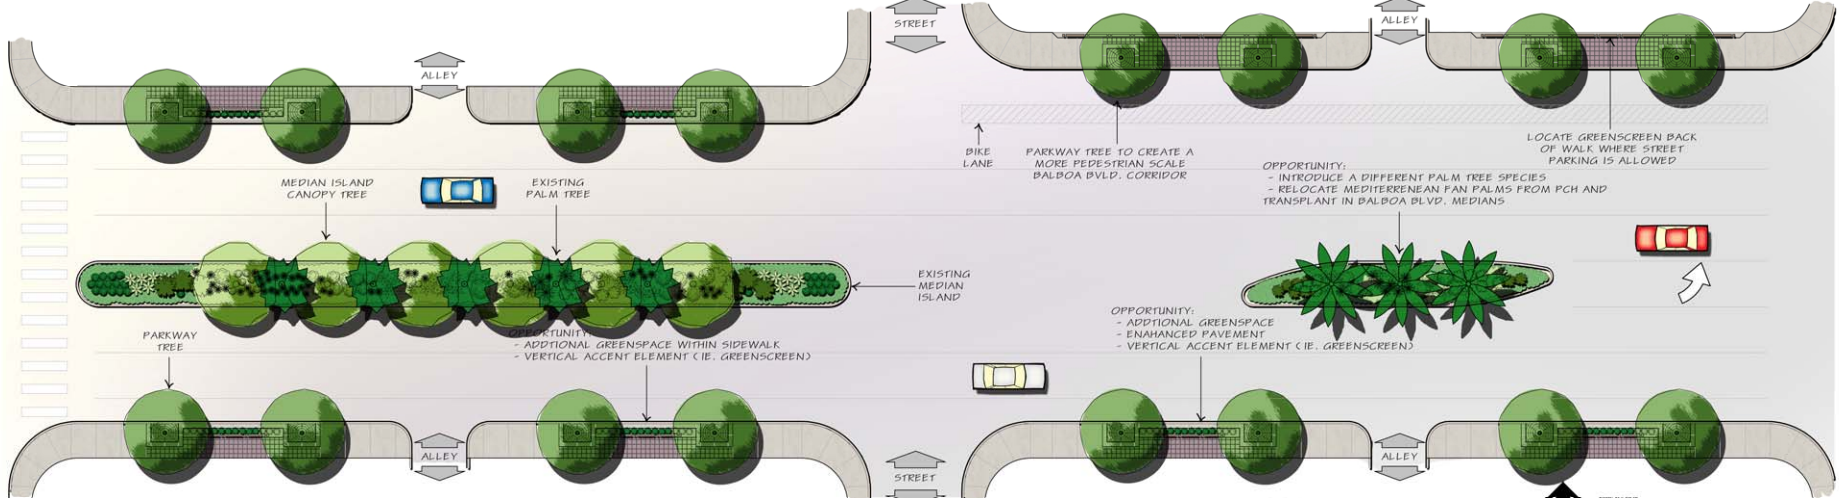 STREET
ALLEY
ALLEY
BIKE
LANE
PARKWAY TREE TO CREATE A
MORE PEDESTRIAN SCALE
BALBOA BVLD. CORRIDOR
LOCATE GREENSCREEN BACK
OF WALK WHERE STREET
PARKING IS ALLOWED
OPPORTUNITY:
- INTRODUCE A DIFFERENT PALM TREE SPECIES
- RELOCATE MEDITERRENEAN FAN PALMS FROM PCH AND
TRANSPLANT IN BALBOA BLVD. MEDIANS
MEDIAN ISLAND
CANOPY TREE
EXISTING
PALM TREE
EXISTING
MEDIAN
ISLAND
PARKWAY
TREE
OPPORTUNITY:
- ADDTIONAL GREENSPACE WITHIN SIDEWALK
- VERTICAL ACCENT ELEMENT (IE. GREENSCREEN)
OPPORTUNITY:
- ADDTIONAL GREENSPACE
- ENAHANCED PAVEMENT
- VERTICAL ACCENT ELEMENT (IE. GREENSCREEN)
ALLEY
STREET
ALLEY